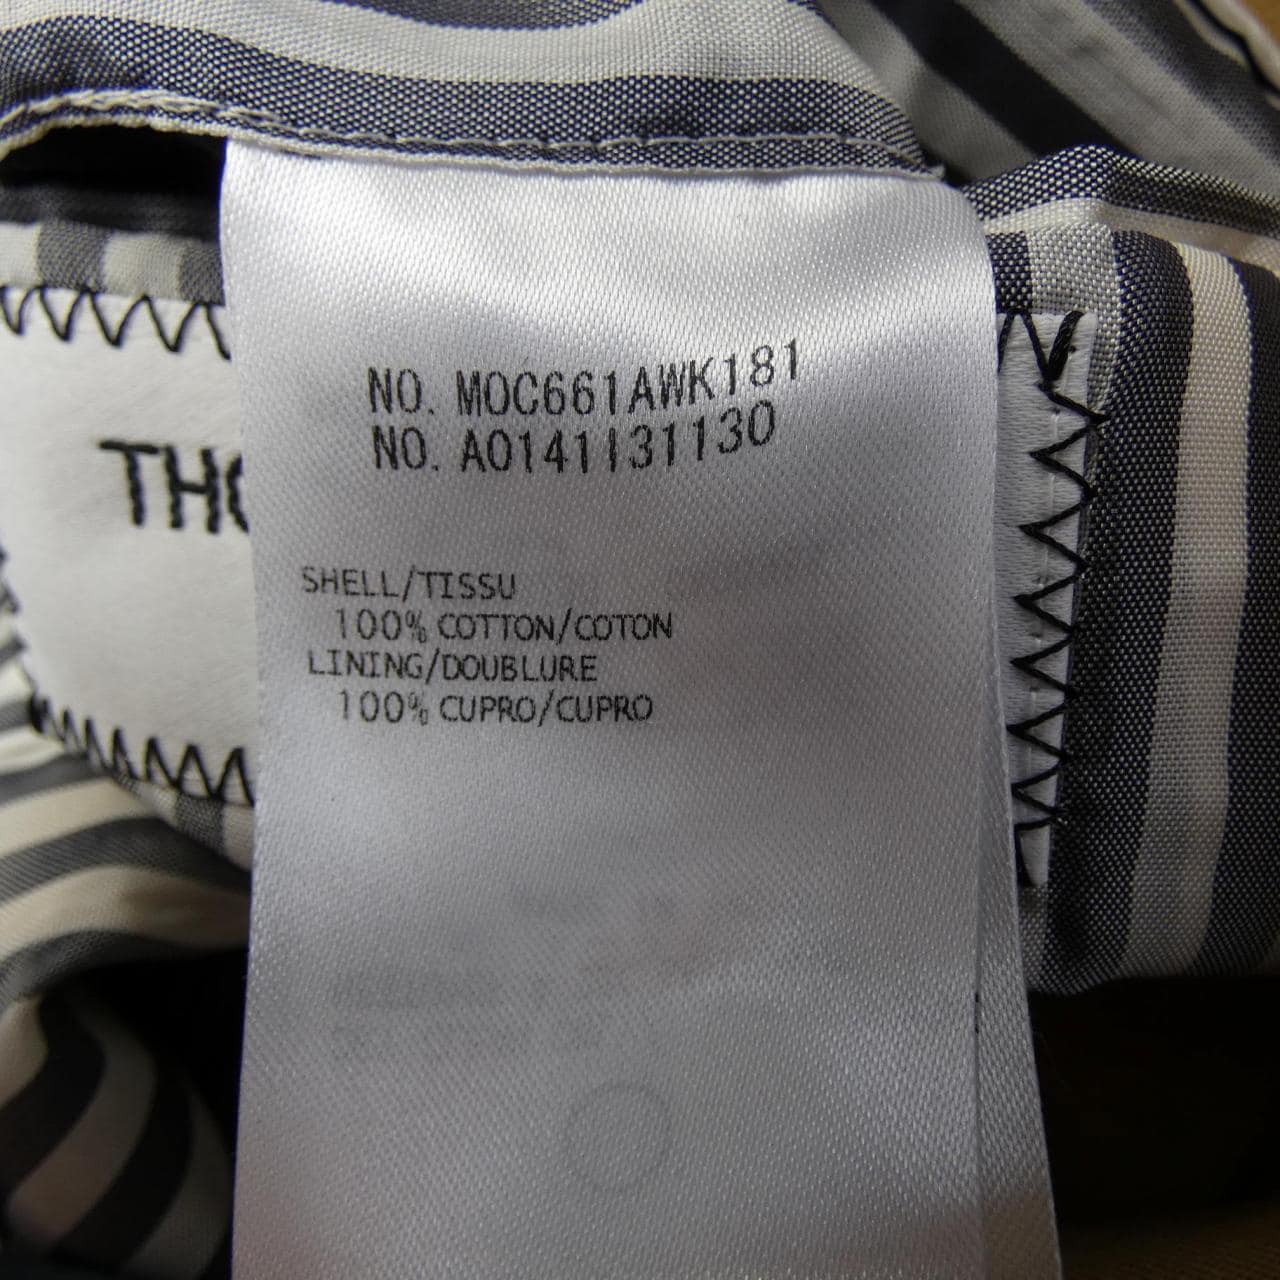 NO. MOC661AWK181
NO. A0141131130
THO
SHELL/TISSU
100% COTTON/COTON
LINING/DOUBLURE
100% CUPRO/CUPRO